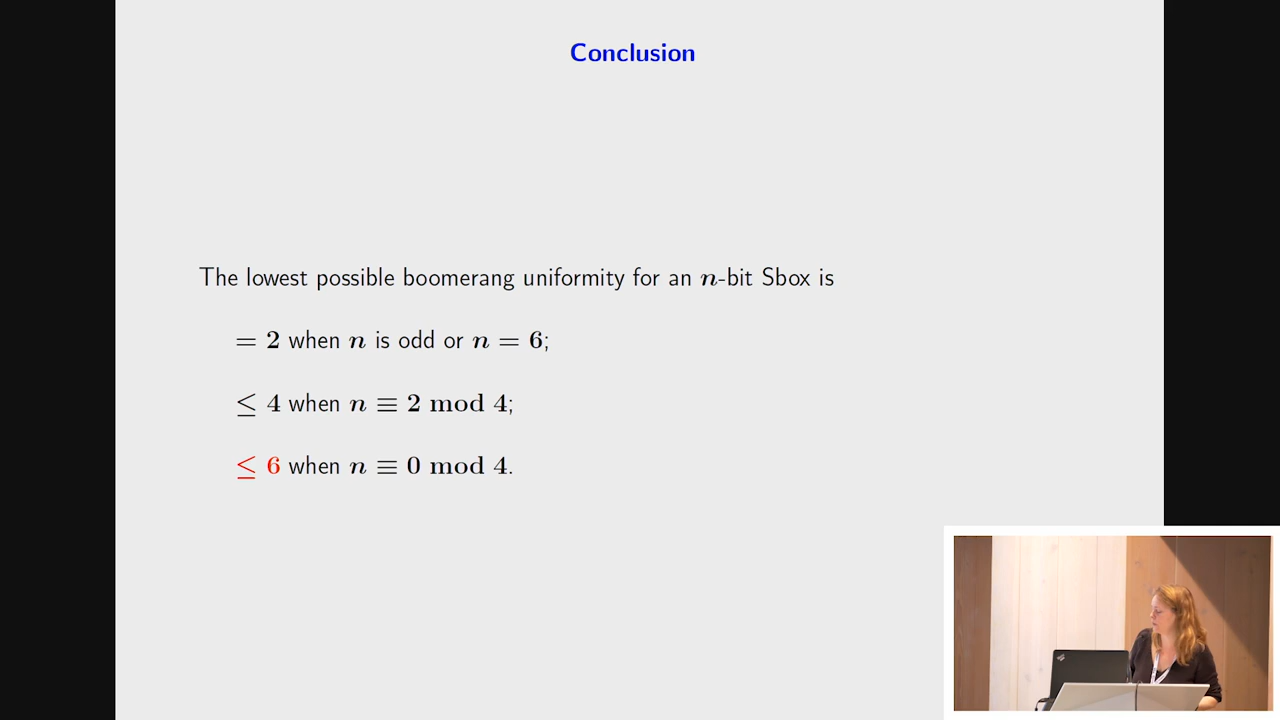 Conclusion
The lowest possible boomerang uniformity for an n-bit Sbox is
= 2 when n is odd or n = 6;
≤ 4 when n ≡ 2 mod 4;
≤ 6 when n ≡ 0 mod 4.